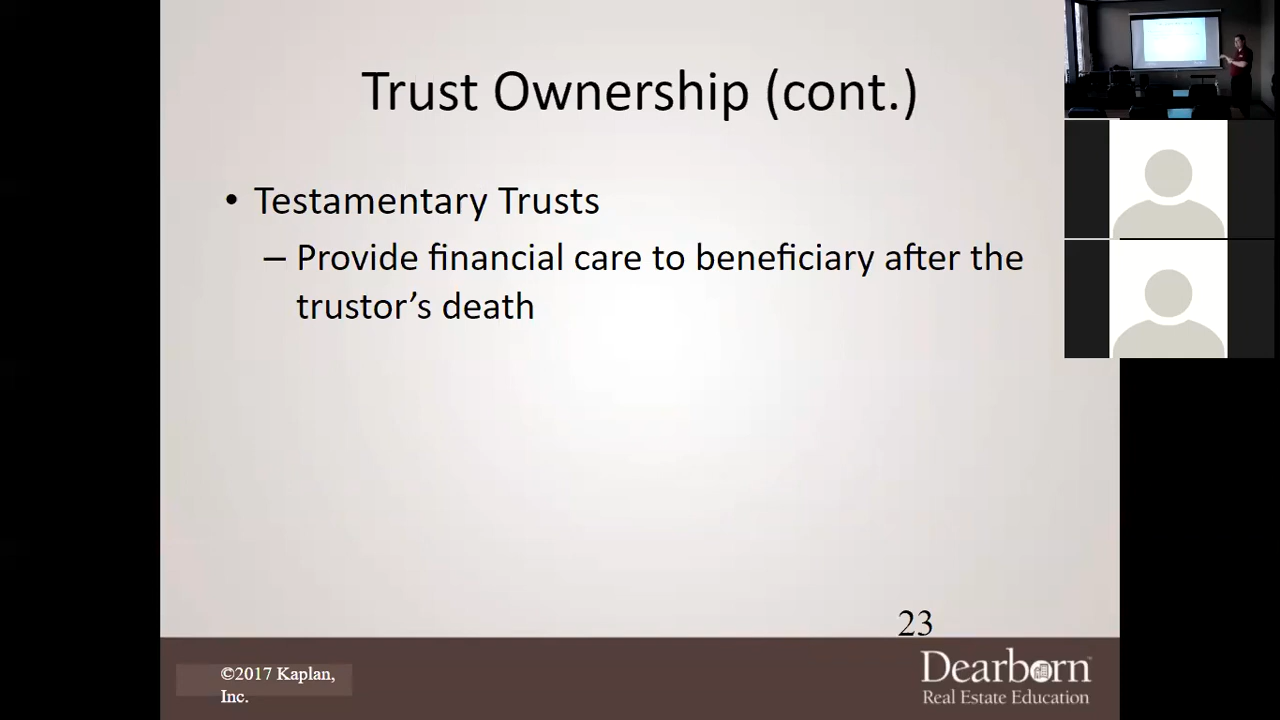 Trust Ownership (cont.)
• Testamentary Trusts
– Provide financial care to beneficiary after the
trustor’s death
23
©2017 Kaplan,
Inc.
Dearborn™
Real Estate Education